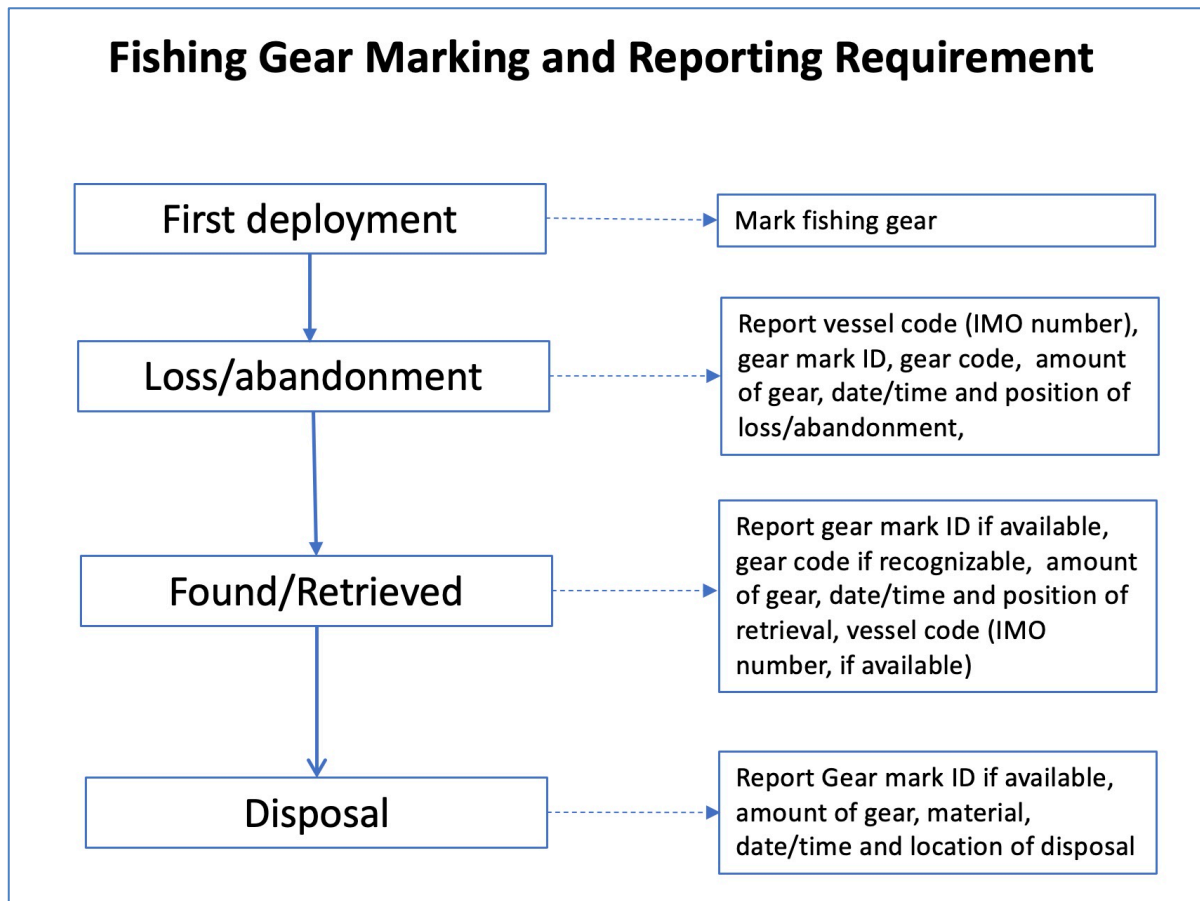 Fishing Gear Marking and Reporting Requirement
First deployment
Mark fishing gear
Loss/abandonment
Report vessel code (IMO number),
gear mark ID, gear code,  amount
of gear, date/time and position of
loss/abandonment,
Found/Retrieved
Report gear mark ID if available,
gear code if recognizable,  amount
of gear, date/time and position of
retrieval, vessel code (IMO
number, if available)
Disposal
Report Gear mark ID if available,
amount of gear, material,
date/time and location of disposal